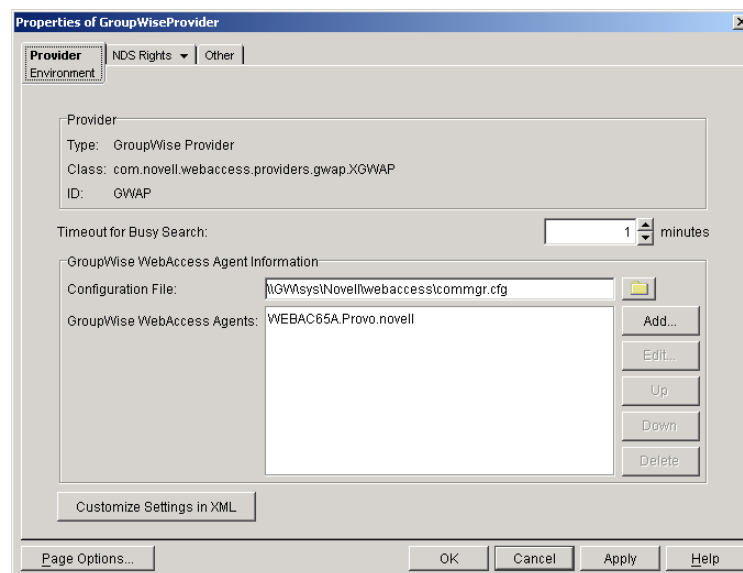 Properties of GroupWiseProvider
Provider NDS Rights Other
Environment
Provider
Type: GroupWise Provider
Class: com.novell.webaccess.providers.gwap.XGWAP
ID: GWAP
Timeout for Busy Search: 1 minutes
GroupWise WebAccess Agent Information
Configuration File: \\GW\sys\Novell\webaccess\commgr.cfg
GroupWise WebAccess Agents: WEBAC65A.Provo.novell
Add...
Edit...
Up
Down
Delete
Customize Settings in XML
Page Options... OK Cancel Apply Help